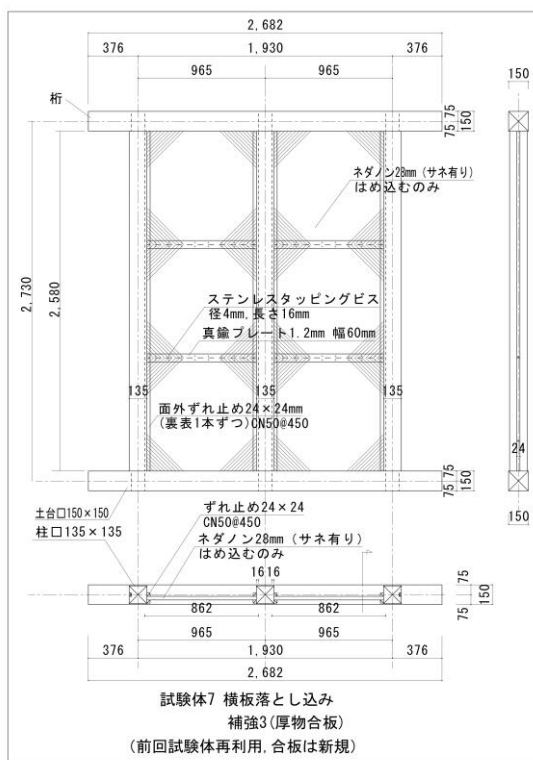 2,682
376
1,930
376
965
965
150
桁
75 75
150
ネダノン28mm (サネ有り)
はめ込むのみ
2,730
2,580
ステンレスタッピングビス
径4mm,長さ16mm
真鍮プレート1.2mm 幅60mm
135
135
135
面外ずれ止め24×24mm
(裏表1本ずつ)CN50@450
24
75 75
150
150
土台口150×150
柱口135×135
ずれ止め24×24
CN50@450
ネダノン28mm (サネ有り)
はめ込むのみ
1616
75
75
150
862
862
965
965
376
1,930
376
2,682
試験体7 横板落とし込み
補強3(厚物合板)
(前回試験体再利用,合板は新規)